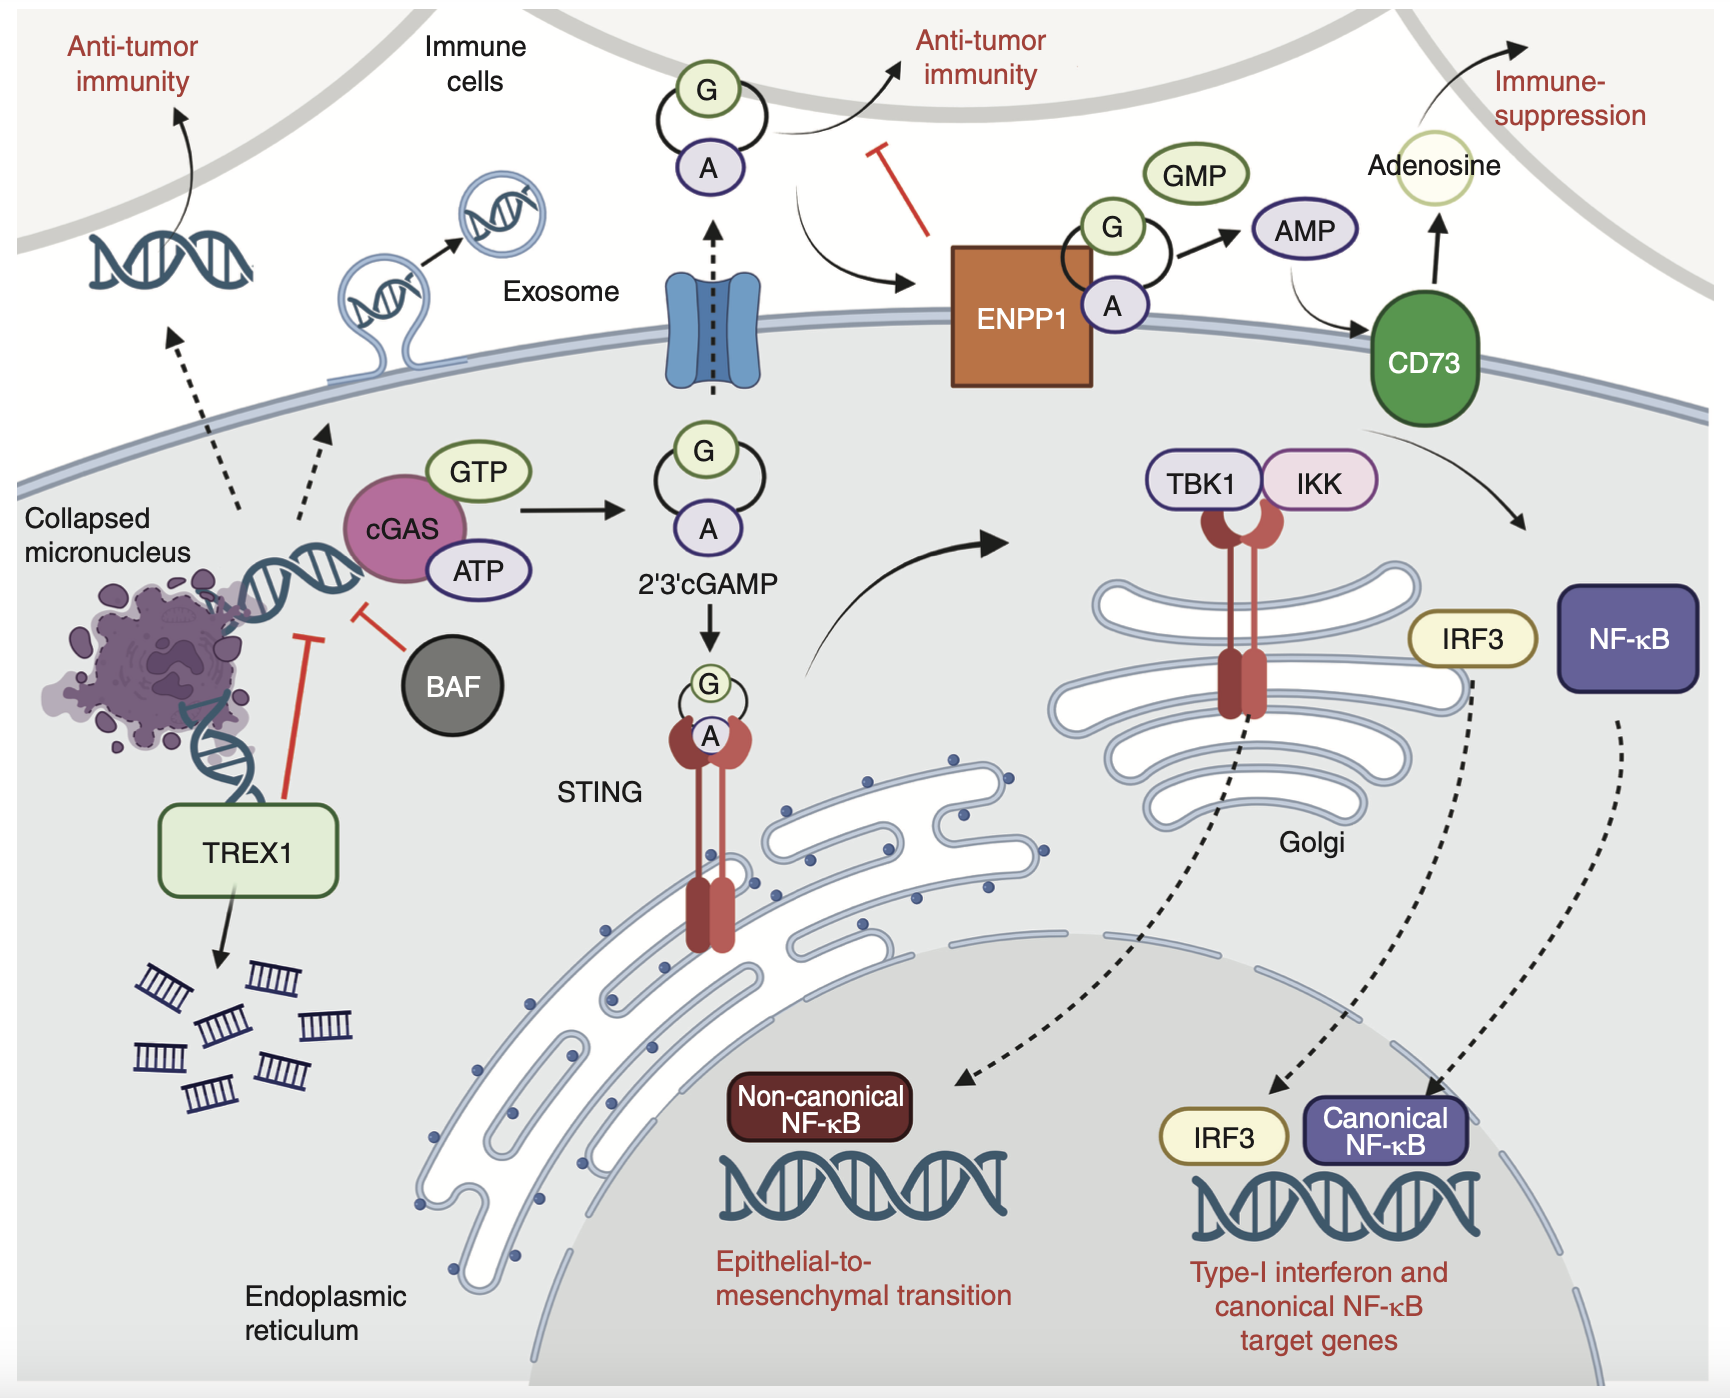 Anti-tumor
immunity
Immune
cells
G
A
Anti-tumor
immunity
Immune-
suppression
Adenosine
GMP
G
A
AMP
Exosome
ENPP1
CD73
GTP
cGAS
ATP
G
A
2'3'cGAMP
Collapsed
micronucleus
BAF
TREX1
G
A
STING
TBK1
IKK
IRF3
NF-κB
Golgi
Non-canonical
NF-κB
Epithelial-to-
mesenchymal transition
IRF3
Canonical
NF-κB
Type-I interferon and
canonical NF-κB
target genes
Endoplasmic
reticulum